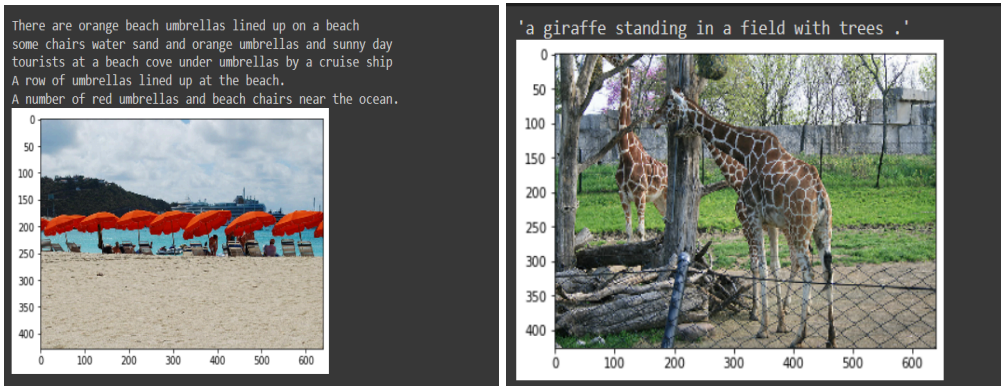 There are orange beach umbrellas lined up on a beach
some chairs water sand and orange umbrellas and sunny day
tourists at a beach cove under umbrellas by a cruise ship
A row of umbrellas lined up at the beach.
A number of red umbrellas and beach chairs near the ocean.
0
50
100
150
200
250
300
350
400
0 100 200 300 400 500 600
'a giraffe standing in a field with trees .'
0
50
100
150
200
250
300
350
400
0 100 200 300 400 500 600